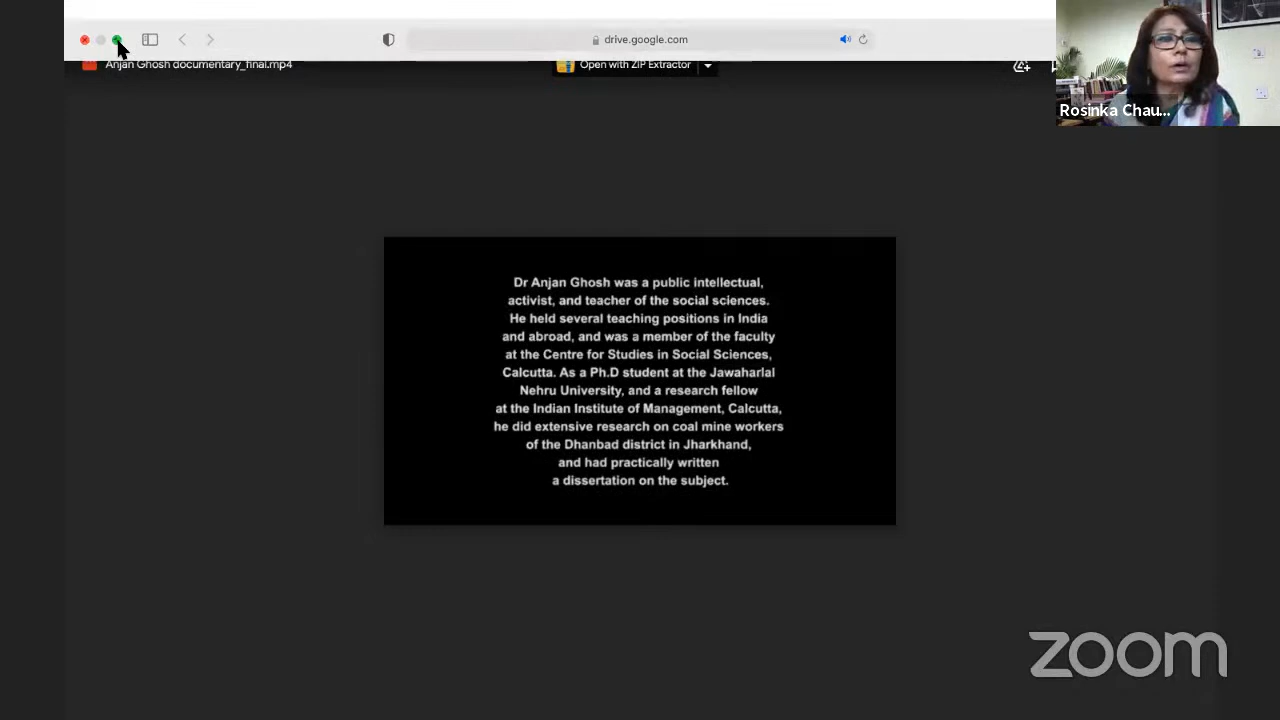 drive.google.com
Anjan Ghosh documentary_final.mp4
Open with ZIP Extractor
Rosinka Chau...
Dr Anjan Ghosh was a public intellectual,
activist, and teacher of the social sciences.
He held several teaching positions in India
and abroad, and was a member of the faculty
at the Centre for Studies in Social Sciences,
Calcutta. As a Ph.D student at the Jawaharlal
Nehru University, and a research fellow
at the Indian Institute of Management, Calcutta,
he did extensive research on coal mine workers
of the Dhanbad district in Jharkhand,
and had practically written
a dissertation on the subject.
zoom